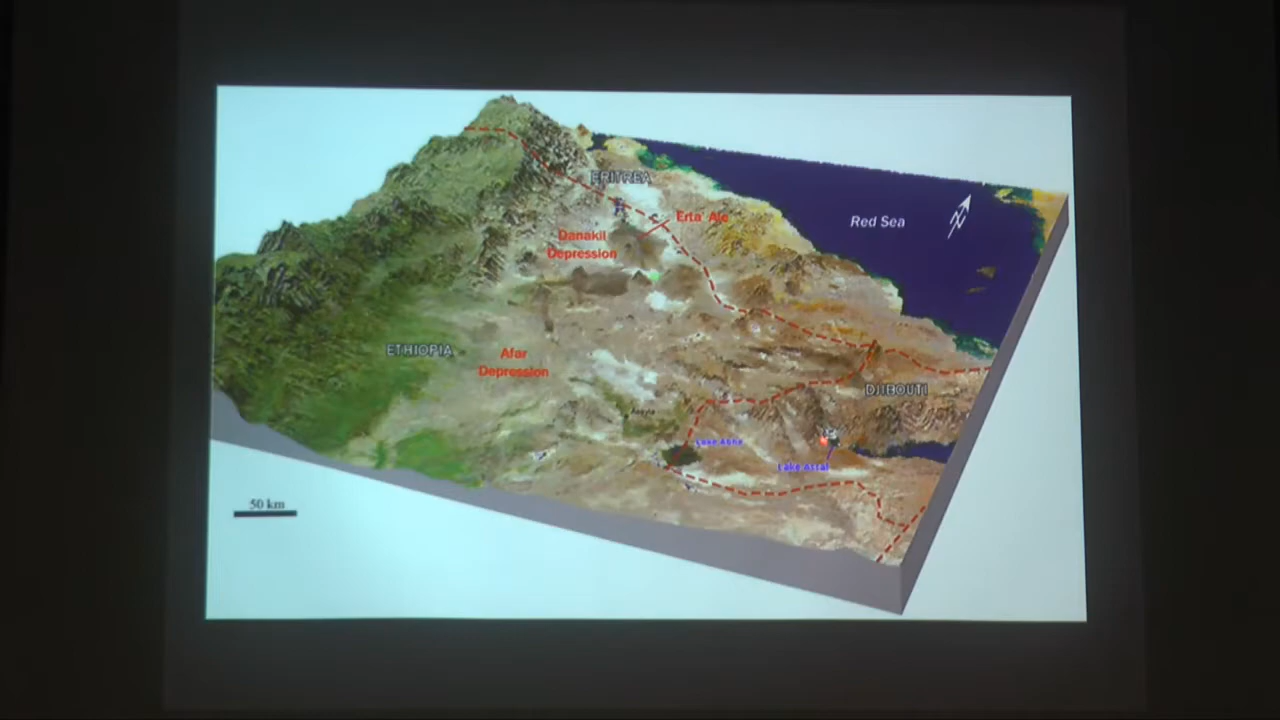 ERITREA
Erta' Ale
Red Sea
N
Danakil
Depression
ETHIOPIA
Afar
Depression
DJIBOUTI
Lake Abhe
Lake Assal
50 km